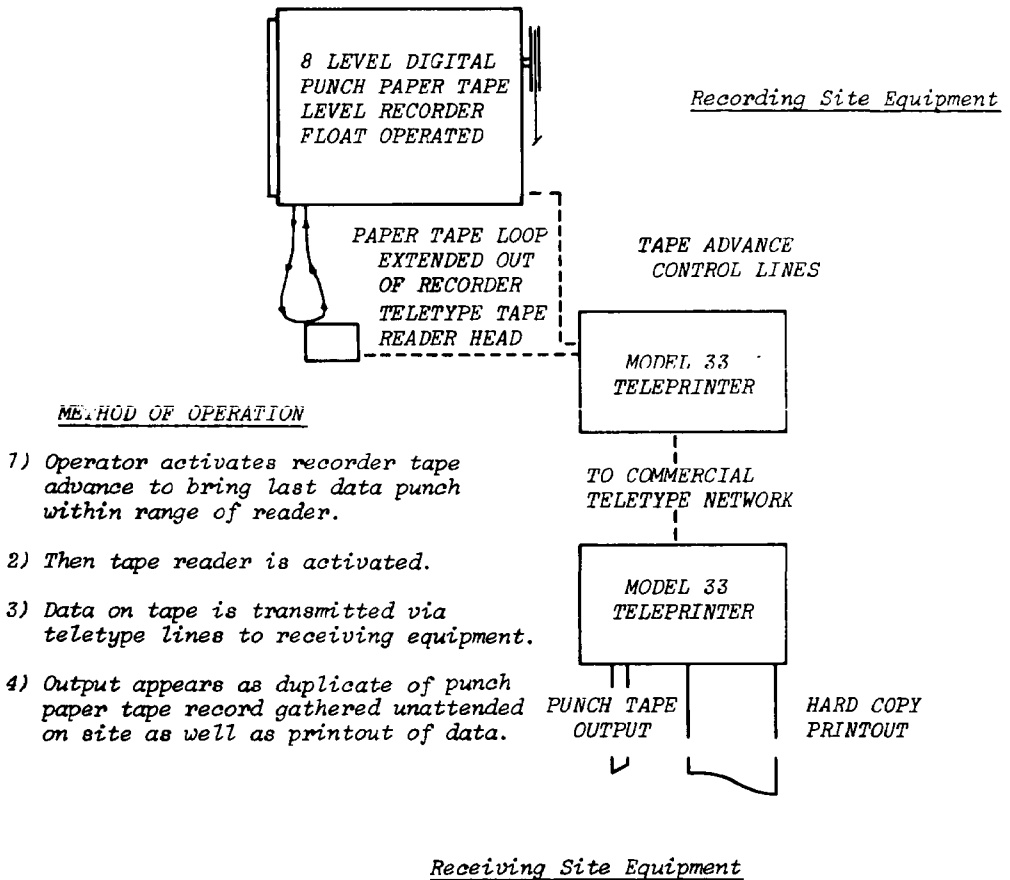 8 LEVEL DIGITAL
PUNCH PAPER TAPE
LEVEL RECORDER
FLOAT OPERATED
Recording Site Equipment
PAPER TAPE LOOP
EXTENDED OUT
OF RECORDER
TELETYPE TAPE
READER HEAD
TAPE ADVANCE
CONTROL LINES
MODEL 33
TELEPRINTER
METHOD OF OPERATION
1) Operator activates recorder tape
advance to bring last data punch
within range of reader.
2) Then tape reader is activated.
3) Data on tape is transmitted via
teletype lines to receiving equipment.
4) Output appears as duplicate of punch
paper tape record gathered unattended
on site as well as printout of data.
TO COMMERCIAL
TELETYPE NETWORK
MODEL 33
TELEPRINTER
PUNCH TAPE
OUTPUT
HARD COPY
PRINTOUT
Receiving Site Equipment